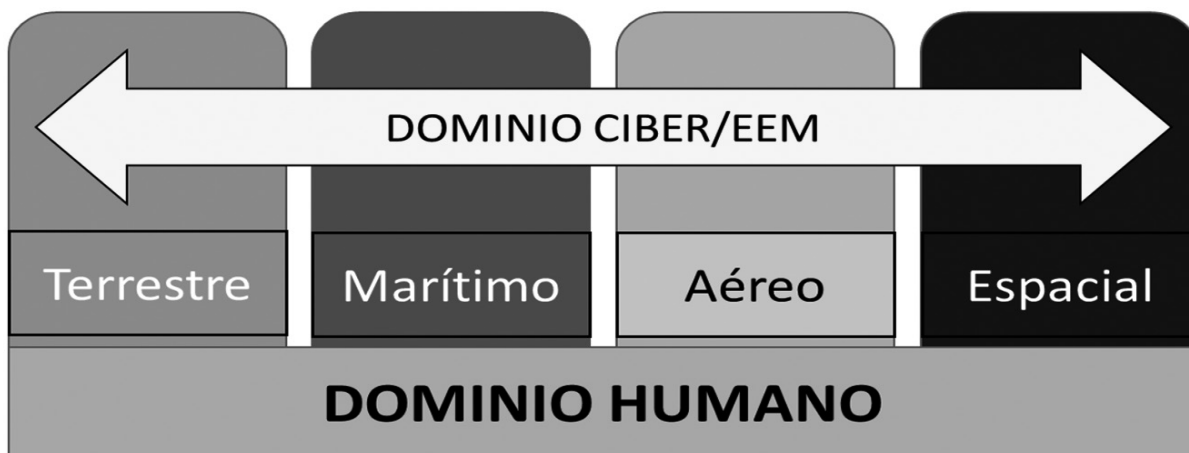 DOMINIO CIBER/EEM
Terrestre
Marítimo
Aéreo
Espacial
DOMINIO HUMANO